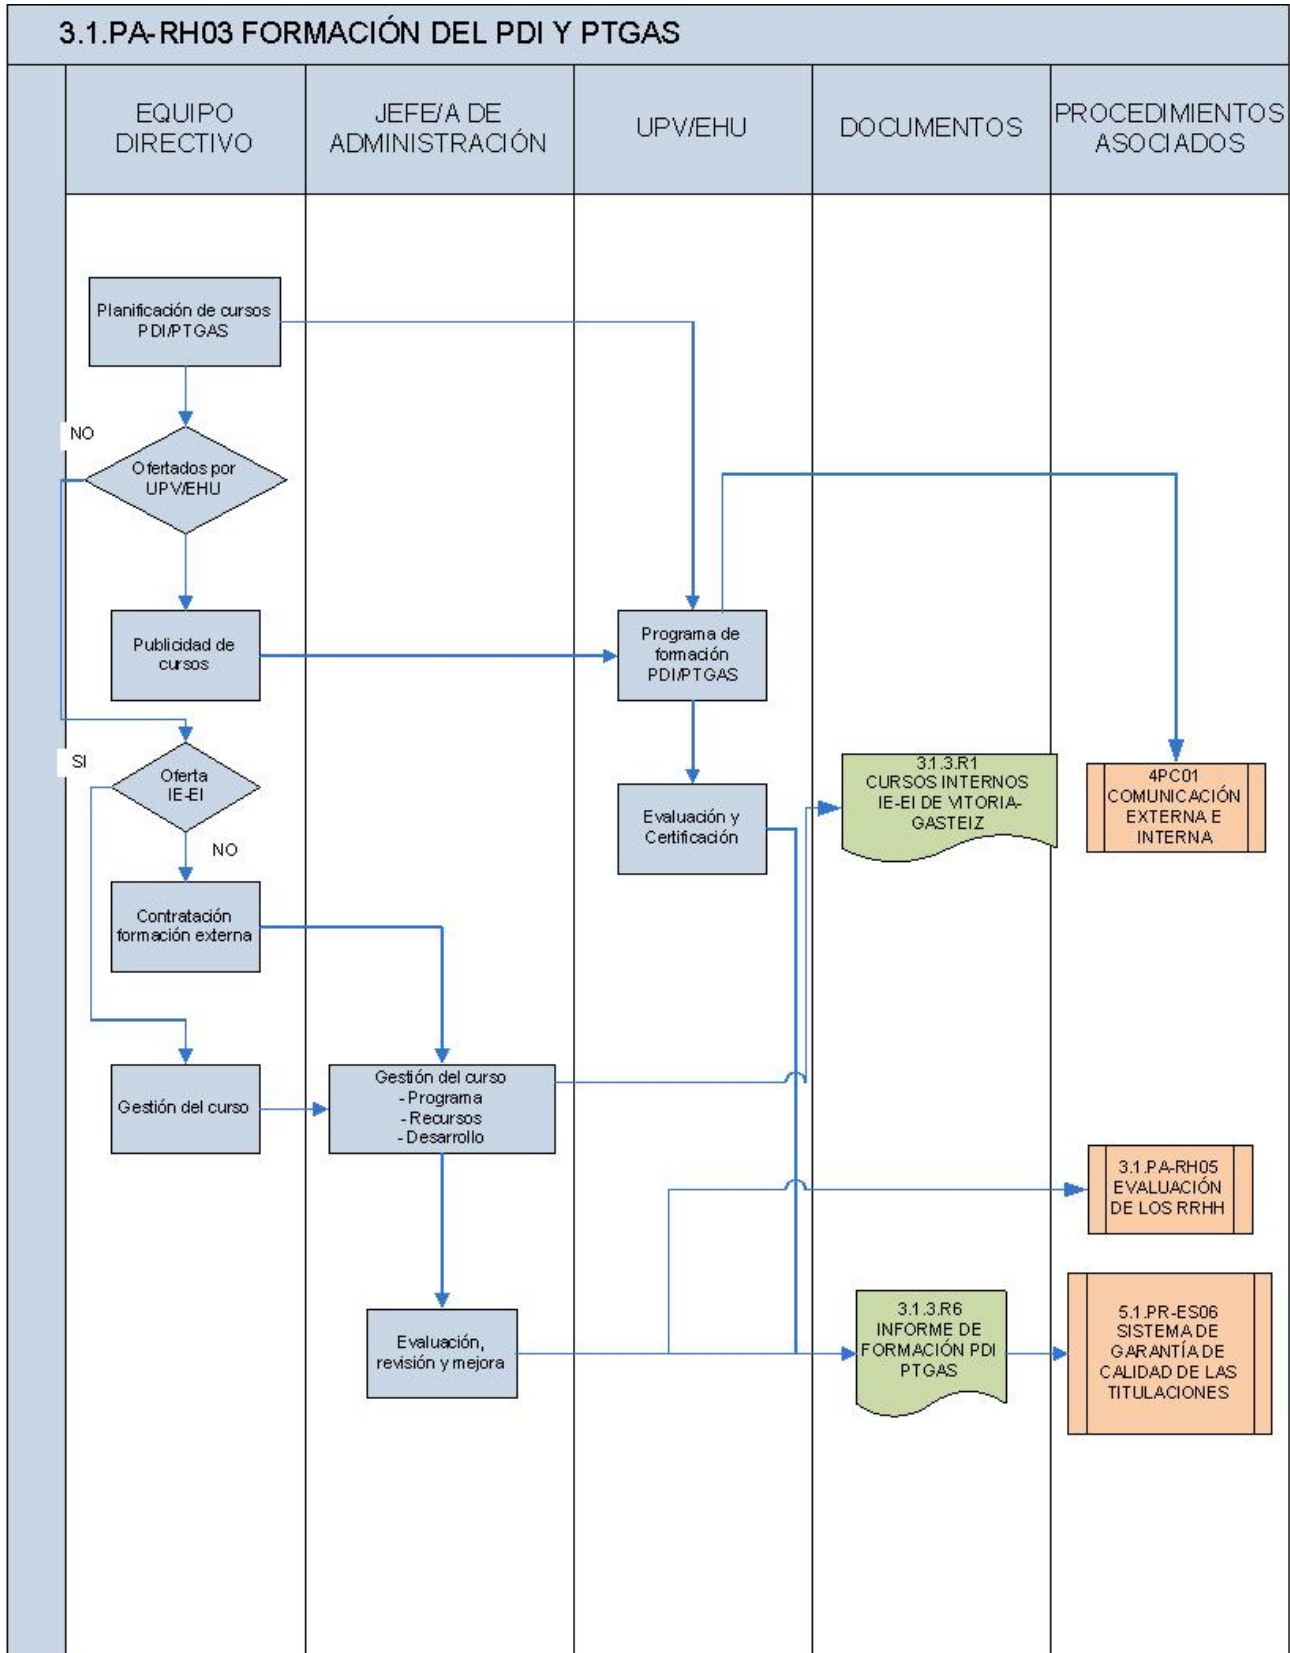 3.1.PA-RH03 FORMACIÓN DEL PDI Y PTGAS
EQUIPO
DIRECTIVO
JEFE/A DE
ADMINISTRACIÓN
UPV/EHU
DOCUMENTOS
PROCEDIMIENTOS
ASOCIADOS
Planificación de cursos
PDI/PTGAS
NO
Ofertados por
UPV/EHU
Publicidad de
cursos
Programa de
formación
PDI/PTGAS
SI
Oferta
IE-EI
NO
Evaluación y
Certificación
3.1.3.R1
CURSOS INTERNOS
IE-EI DE VITORIA-
GASTEIZ
4PC01
COMUNICACIÓN
EXTERNA E
INTERNA
Contratación
formación externa
Gestión del curso
Gestión del curso
- Programa
- Recursos
- Desarrollo
3.1.PA-RH05
EVALUACIÓN
DE LOS RRHH
Evaluación,
revisión y mejora
3.1.3.R6
INFORME DE
FORMACIÓN PDI
PTGAS
5.1.PR-ES06
SISTEMA DE
GARANTÍA DE
CALIDAD DE LAS
TITULACIONES